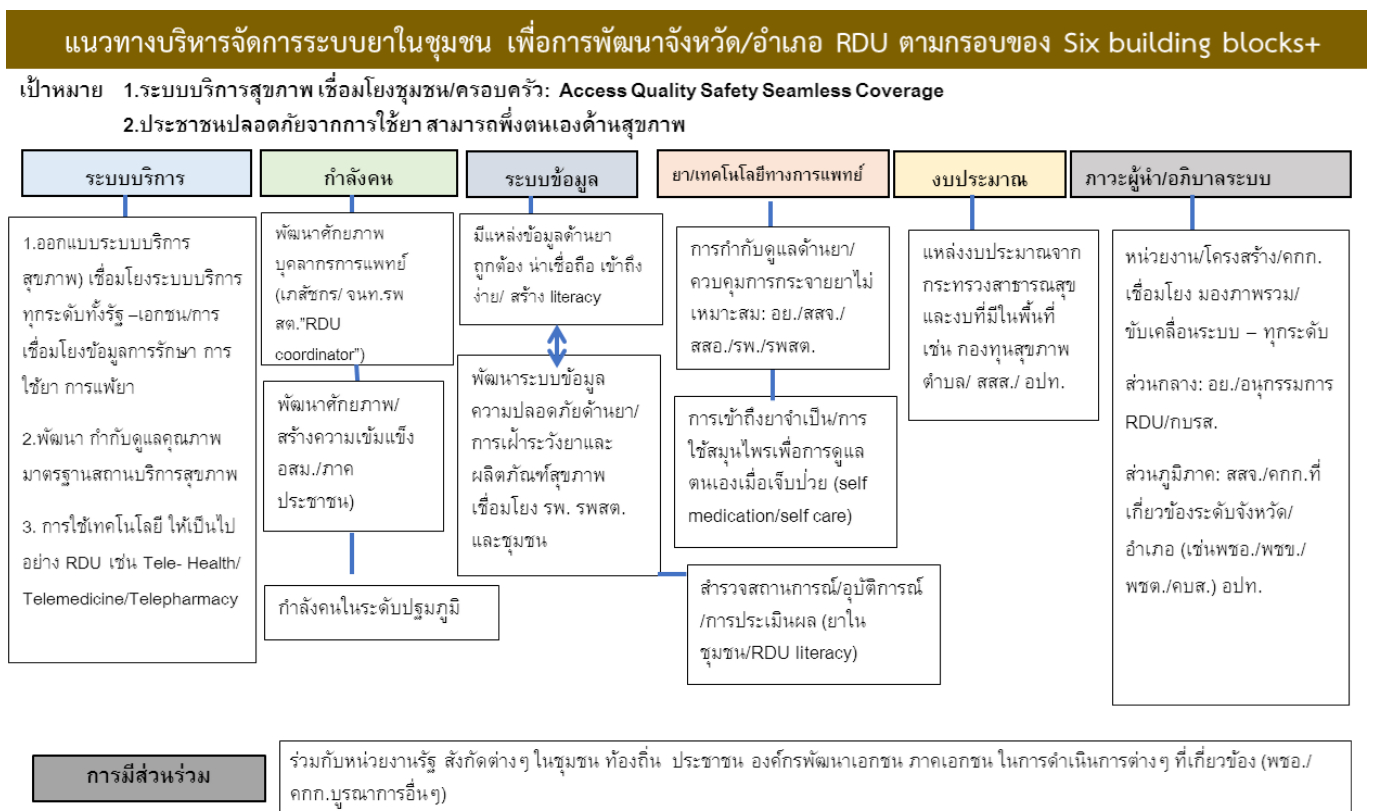 แนวทางบริหารจัดการระบบยาในชุมชน เพื่อการพัฒนาจังหวัด/อำเภอ RDU ตามกรอบของ Six building blocks+
เป้าหมาย 1.ระบบบริการสุขภาพ เชื่อมโยงชุมชน/ครอบครัว: Access Quality Safety Seamless Coverage
2.ประชาชนปลอดภัยจากการใช้ยา สามารถพึ่งตนเองด้านสุขภาพ
ระบบบริการ
1.ออกแบบระบบบริการ
สุขภาพ) เชื่อมโยงระบบบริการ
ทุกระดับทั้งรัฐ –เอกชน/การ
เชื่อมโยงข้อมูลการรักษา การ
ใช้ยา การแพ้ยา
2.พัฒนา กำกับดูแลคุณภาพ
มาตรฐานสถานบริการสุขภาพ
3. การใช้เทคโนโลยี ให้เป็นไป
อย่าง RDU เช่น Tele- Health/
Telemedicine/Telepharmacy
กำลังคน
พัฒนาศักยภาพ
บุคลากรการแพทย์
(เภสัชกร/ จนท.รพ
สต."RDU
coordinator")
พัฒนาศักยภาพ/
สร้างความเข้มแข็ง
อสม./ภาค
ประชาชน)
กำลังคนในระดับปฐมภูมิ
ระบบข้อมูล
มีแหล่งข้อมูลด้านยา
ถูกต้อง น่าเชื่อถือ เข้าถึง
ง่าย/ สร้าง literacy
พัฒนาระบบข้อมูล
ความปลอดภัยด้านยา/
การเฝ้าระวังยาและ
ผลิตภัณฑ์สุขภาพ
เชื่อมโยง รพ. รพสต.
และชุมชน
ยา/เทคโนโลยีทางการแพทย์
การกำกับดูแลด้านยา/
ควบคุมการกระจายยาไม่
เหมาะสม: อย./สสจ./
สสอ./รพ./รพสต.
การเข้าถึงยาจำเป็น/การ
ใช้สมุนไพรเพื่อการดูแล
ตนเองเมื่อเจ็บป่วย (self
medication/self care)
สำรวจสถานการณ์/อุบัติการณ์
/การประเมินผล (ยาใน
ชุมชน/RDU literacy)
งบประมาณ
แหล่งงบประมาณจาก
กระทรวงสาธารณสุข
และงบที่มีในพื้นที่
เช่น กองทุนสุขภาพ
ตำบล/ สสส./ อปท.
ภาวะผู้นำ/อภิบาลระบบ
หน่วยงาน/โครงสร้าง/คกก.
เชื่อมโยง มองภาพรวม/
ขับเคลื่อนระบบ – ทุกระดับ
ส่วนกลาง: อย./อนุกรรมการ
RDU/กบรส.
ส่วนภูมิภาค: สสจ./คกก.ที่
เกี่ยวข้องระดับจังหวัด/
อำเภอ (เช่นพชอ./พชข./
พชต./คบส.) อปท.
การมีส่วนร่วม
ร่วมกับหน่วยงานรัฐ สังกัดต่างๆ ในชุมชน ท้องถิ่น ประชาชน องค์กรพัฒนาเอกชน ภาคเอกชน ในการดำเนินการต่างๆ ที่เกี่ยวข้อง (พชอ./
คกก.บูรณาการอื่นๆ)